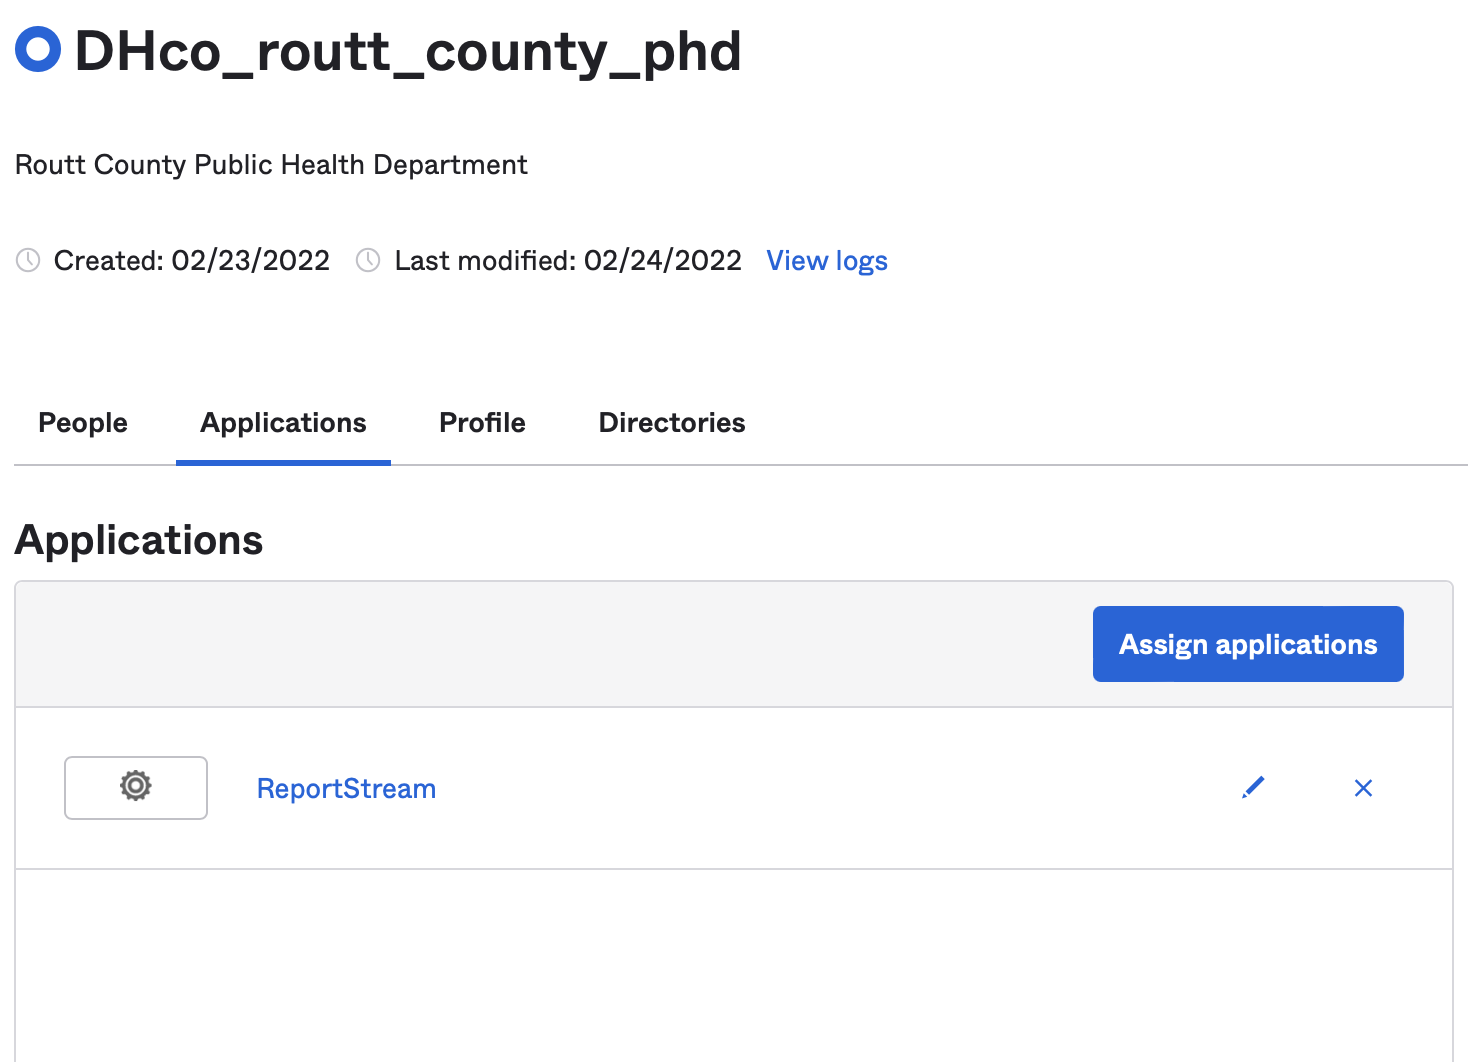 DHco_routt_county_phd
Routt County Public Health Department
Created: 02/23/2022 Last modified: 02/24/2022 View logs
People Applications Profile Directories
Applications
Assign applications
ReportStream